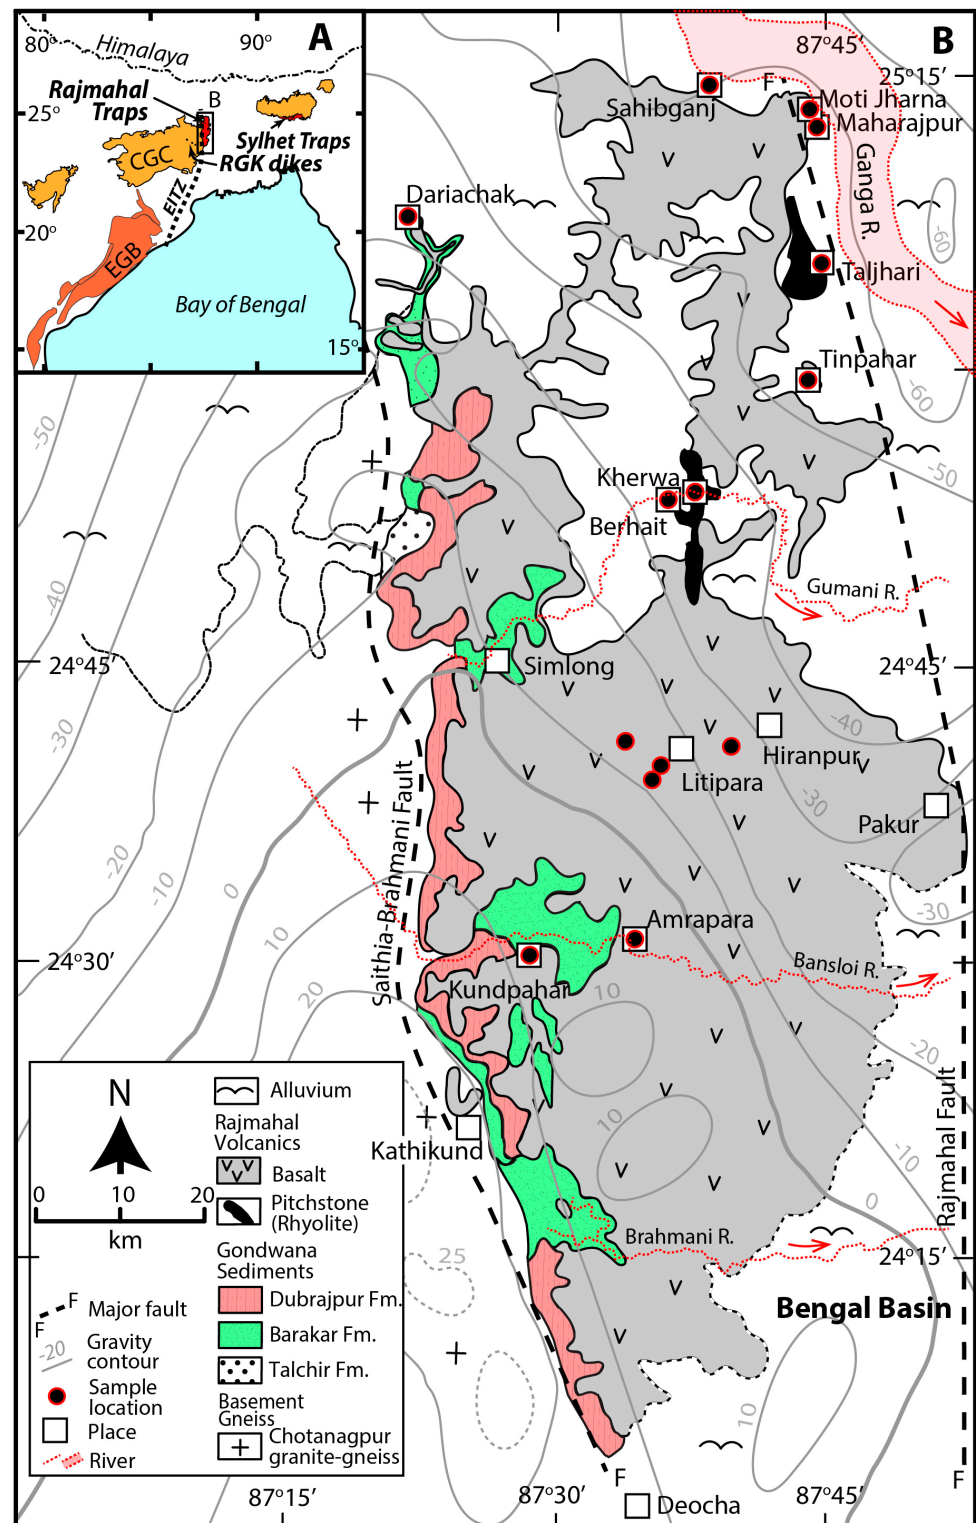 A
80°
90°
Himalaya
Rajmahal
Traps
B
25°
Sylhet Traps
CGC
RGK dikes
EITZ
20°
EGB
Bay of Bengal
15°
B
87°45′
25°15′
F
Sahibganj
Moti Jharna
Maharajpur
Ganga R.
Dariachak
-60
Taljhari
Tinpahar
-60
-50
-50
Kherwa
Berhait
Gumani R.
-40
24°45′
24°45′
Simlong
-30
-40
Hiranpur
Litipara
-30
Pakur
Saithia-Brahmani Fault
-20
-10
0
-30
Amrapara
10
24°30′
Bansloi R.
Kundpahar
20
10
-20
10
Kathikund
Rajmahal Fault
-10
0
Brahmani R.
24°15′
25
Bengal Basin
10
F
F
87°15′
87°30′
87°45′
Deocha
N
0
10
20
km
F
F
Major fault
-20
Gravity
contour
Sample
location
Place
River
Alluvium
Rajmahal
Volcanics
Basalt
Pitchstone
(Rhyolite)
Gondwana
Sediments
Dubrajpur Fm.
Barakar Fm.
Talchir Fm.
Basement
Gneiss
Chotanagpur
granite-gneiss